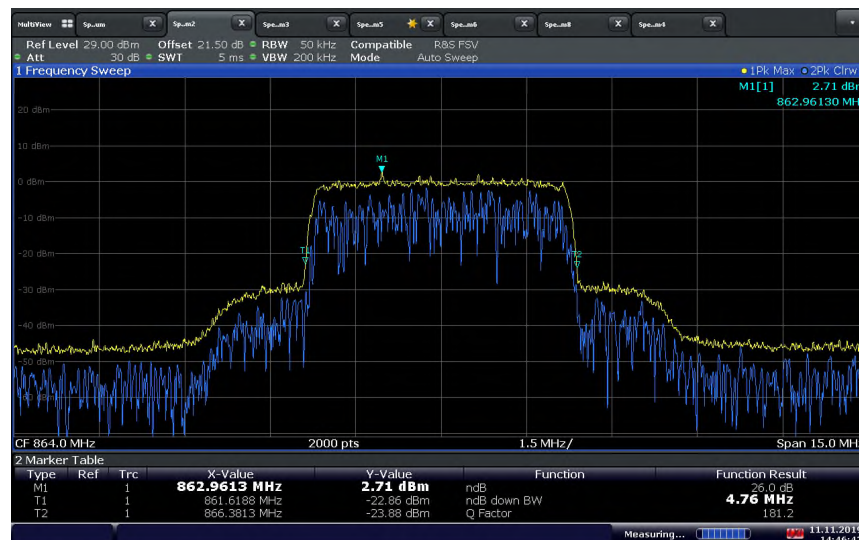 MultiView Sp...um X Sp...m2 X Spe...m3 X Spe...m5 X Spe...m6 X Spe...m8 X Spe...m4 X
Ref Level 29.00 dBm Offset 21.50 dB RBW 50 kHz Compatible R&S FSV
Att 30 dB SWT 5 ms VBW 200 kHz Mode Auto Sweep
1 Frequency Sweep 1Pk Max 2Pk Clrw
M1[1] 2.71 dBm
862.96130 MH
20 dBm
10 dBm
M1
0 dBm
-10 dBm
-20 dBm
T2
-30 dBm
-40 dBm
-50 dBm
CF 864.0 MHz 2000 pts 1.5 MHz/ Span 15.0 MH
2 Marker Table
Type Ref Trc X-Value Y-Value Function Function Result
M1 1 862.9613 MHz 2.71 dBm ndB 26.0 dB
T1 1 861.6188 MHz -22.86 dBm ndB down BW 4.76 MHz
T2 1 866.3813 MHz -23.88 dBm Q Factor 181.2
Measuring... 11.11.2019